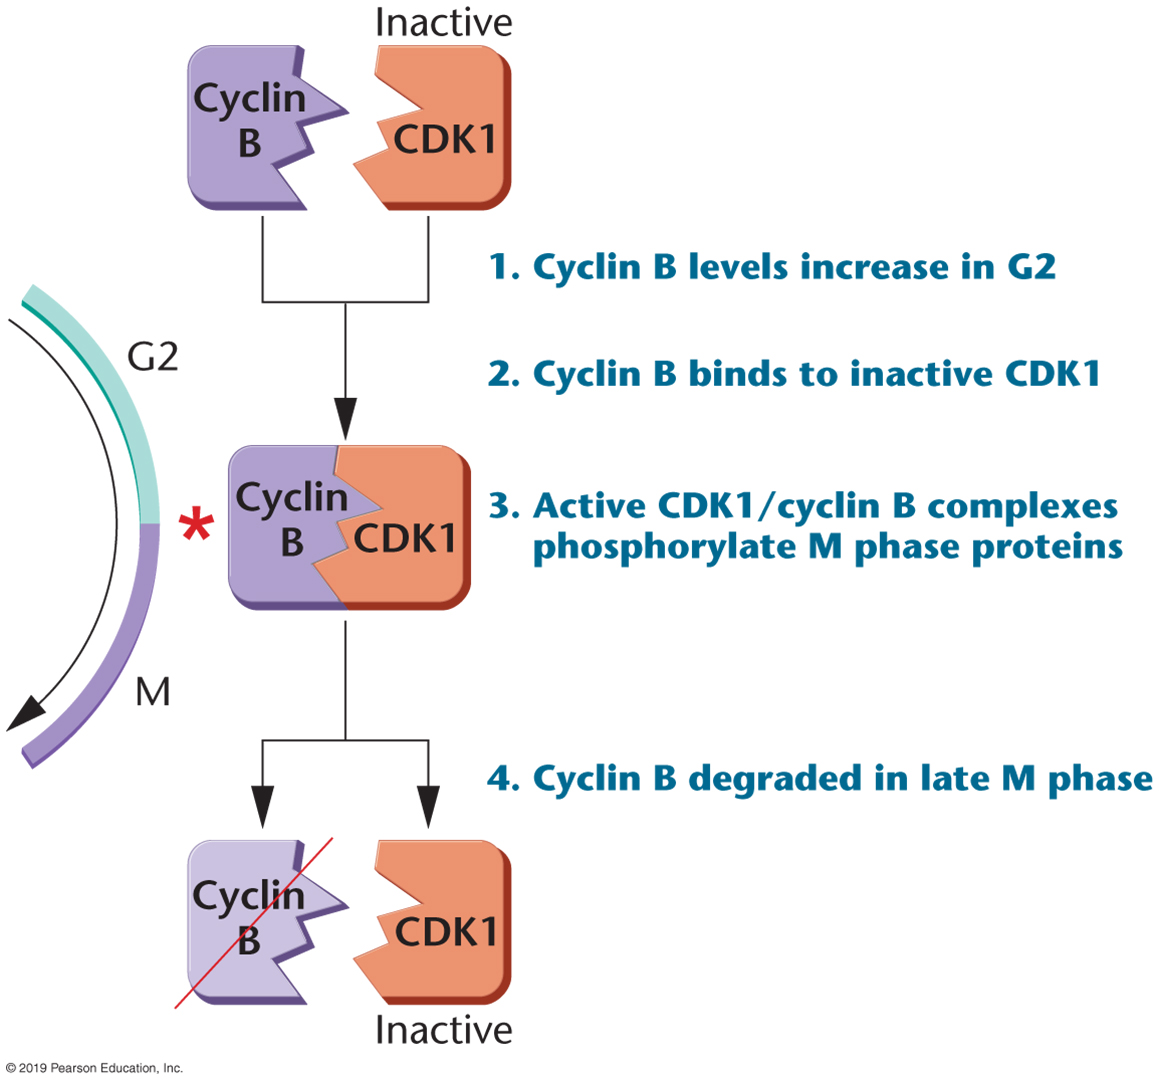 Inactive
Cyclin
B
CDK1
1. Cyclin B levels increase in G2
G2
2. Cyclin B binds to inactive CDK1
Cyclin
B
CDK1
*
3. Active CDK1/cyclin B complexes
phosphorylate M phase proteins
M
4. Cyclin B degraded in late M phase
Cyclin
B
CDK1
Inactive
© 2019 Pearson Education, Inc.